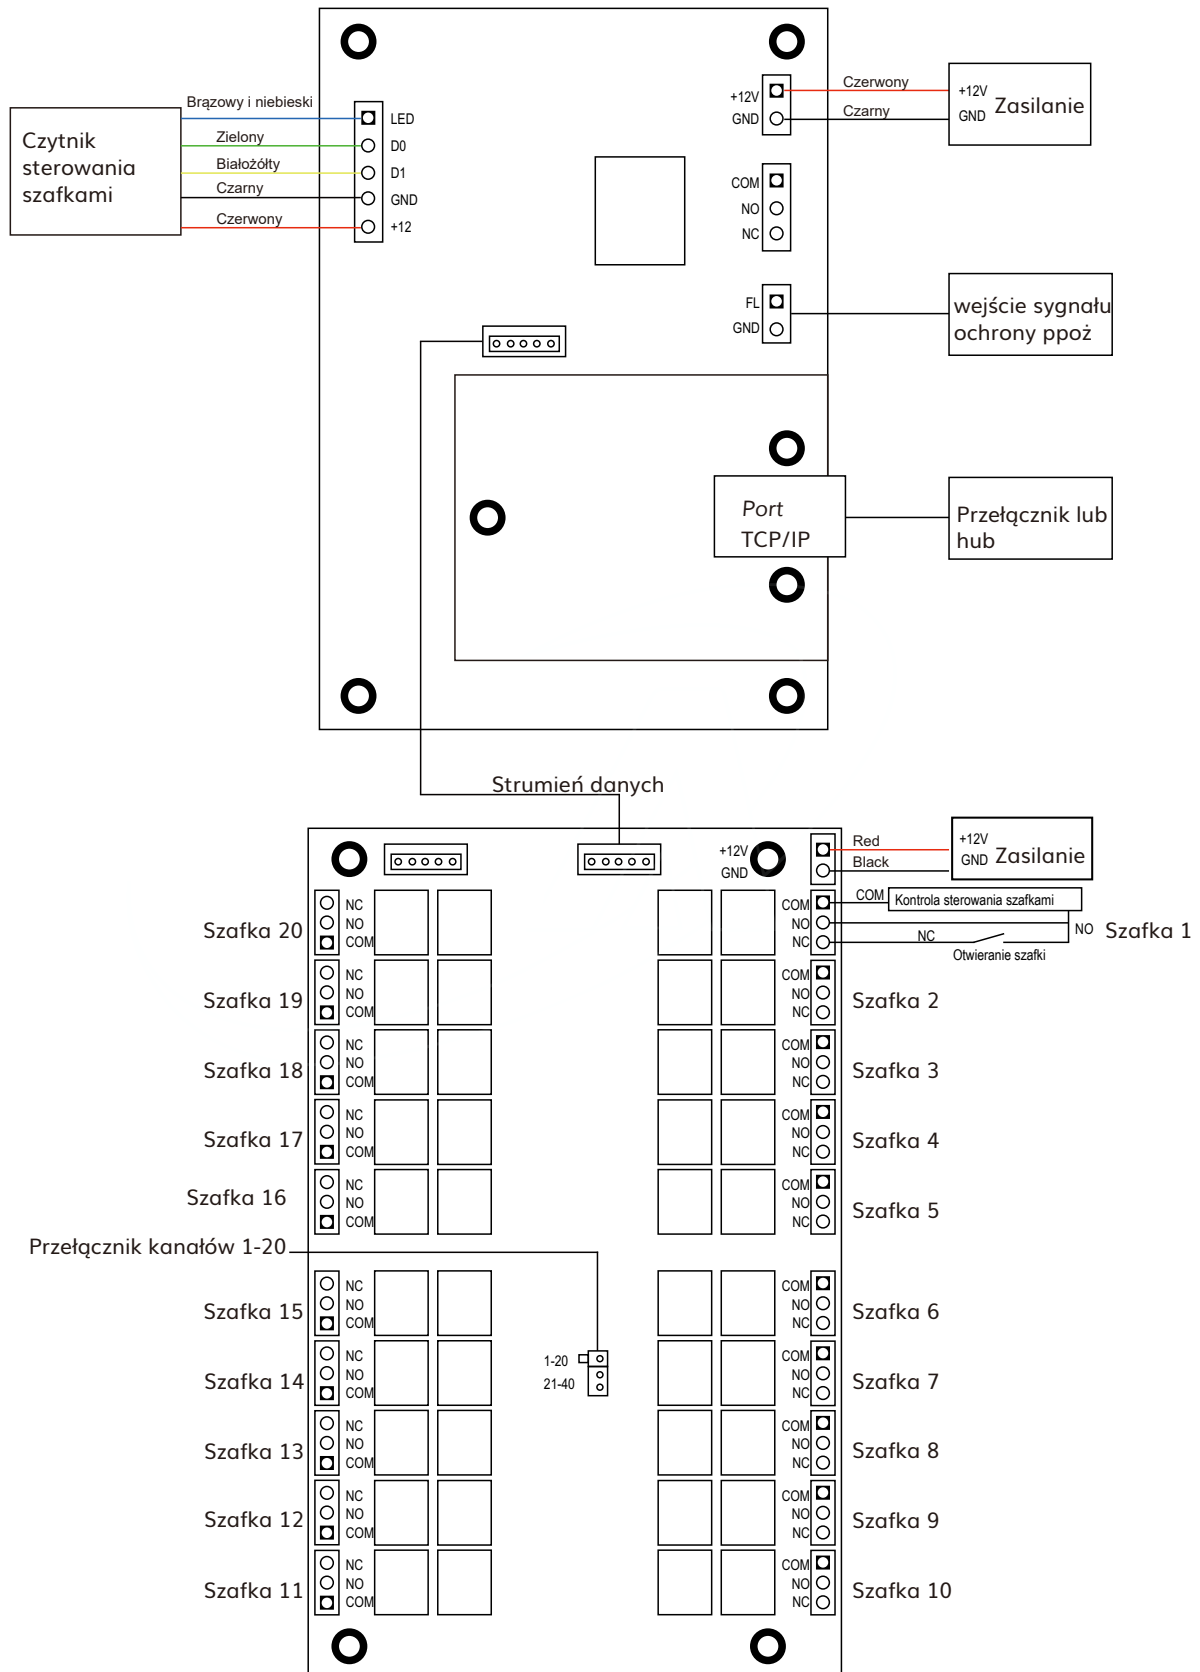 Brązowy i niebieski
Czytnik
sterowania
szafkami
Zielony
Białożółty
Czarny
Czerwony
LED
D0
D1
GND
+12
+12V
GND
Czerwony
Czarny
+12V
GND
Zasilanie
COM
NO
NC
FL
GND
wejście sygnału
ochrony ppoż
Port
TCP/IP
Przełącznik lub
hub
Strumień danych
+12V
GND
Red
Black
+12V
GND
Zasilanie
Szafka 20
NC
NO
COM
COM
NO
NC
COM
Kontrola sterowania szafkami
NO
NC
Otwieranie szafki
Szafka 1
Szafka 19
NC
NO
COM
COM
NO
NC
Szafka 2
Szafka 18
NC
NO
COM
COM
NO
NC
Szafka 3
Szafka 17
NC
NO
COM
COM
NO
NC
Szafka 4
Szafka 16
NC
NO
COM
COM
NO
NC
Szafka 5
Przełącznik kanałów 1-20
Szafka 15
NC
NO
COM
COM
NO
NC
Szafka 6
1-20
21-40
Szafka 14
NC
NO
COM
COM
NO
NC
Szafka 7
Szafka 13
NC
NO
COM
COM
NO
NC
Szafka 8
Szafka 12
NC
NO
COM
COM
NO
NC
Szafka 9
Szafka 11
NC
NO
COM
COM
NO
NC
Szafka 10